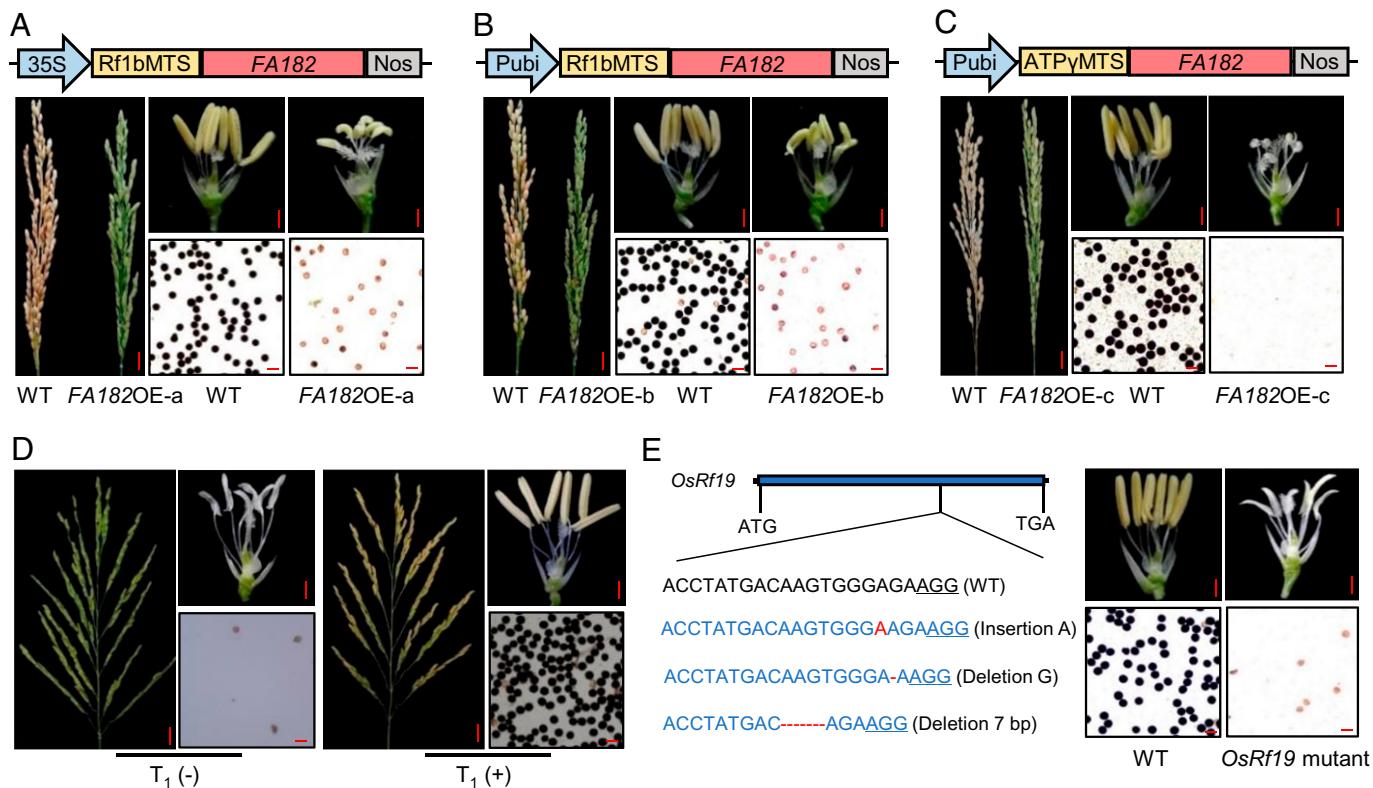 A
35S Rf1bMTS FA182 Nos
WT FA182OE-a WT FA182OE-a
B
Pubi Rf1bMTS FA182 Nos
WT FA182OE-b WT FA182OE-b
C
Pubi ATPγMTS FA182 Nos
WT FA182OE-c WT FA182OE-c
D
T1 (-) T1 (+)
E
OsRf19
ATG TGA
ACCTATGACAAGTGGGAGAAGG (WT)
ACCTATGACAAGTGGGAAGAAGG (Insertion A)
ACCTATGACAAGTGGGA-AAGG (Deletion G)
ACCTATGAC-------AGAAGG (Deletion 7 bp)
WT OsRf19 mutant